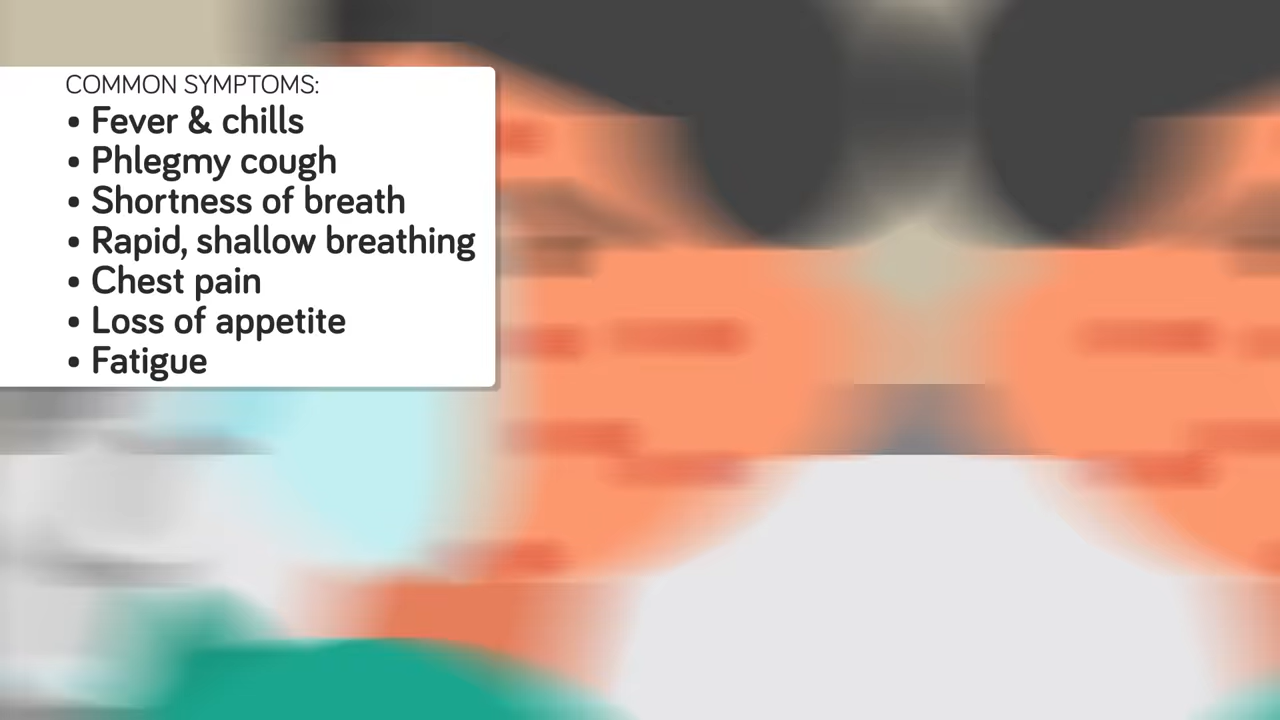 COMMON SYMPTOMS:
• Fever & chills
• Phlegmy cough
• Shortness of breath
• Rapid, shallow breathing
• Chest pain
• Loss of appetite
• Fatigue